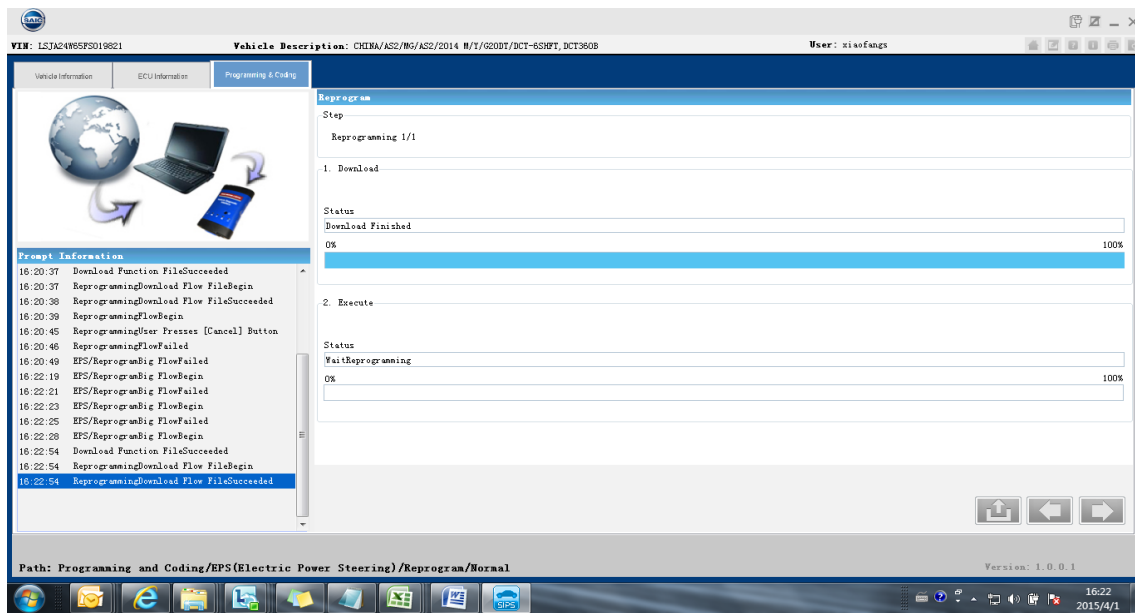 SAIC
VIN: LSJA24W65FS019821 Vehicle Description: CHINA/AS2/MG/AS2/2014 M/Y/G20DT/DCT-6SHFT,DCT360B User: xiaofangs
Vehicle Information ECU Information Programming & Coding
Reprogram
Step
Reprogramming 1/1
1. Download
Status
Download Finished
0% 100%
2. Execute
Status
WaitReprogramming
0% 100%
Prompt Information
16:20:37 Download Function FileSucceeded
16:20:37 ReprogrammingDownload Flow FileBegin
16:20:38 ReprogrammingDownload Flow FileSucceeded
16:20:39 ReprogrammingFlowBegin
16:20:45 ReprogrammingUser Presses [Cancel] Button
16:20:46 ReprogrammingFlowFailed
16:20:49 EPS/ReprogramBig FlowFailed
16:22:19 EPS/ReprogramBig FlowBegin
16:22:21 EPS/ReprogramBig FlowFailed
16:22:23 EPS/ReprogramBig FlowBegin
16:22:25 EPS/ReprogramBig FlowFailed
16:22:28 EPS/ReprogramBig FlowBegin
16:22:54 Download Function FileSucceeded
16:22:54 ReprogrammingDownload Flow FileBegin
16:22:54 ReprogrammingDownload Flow FileSucceeded
Path: Programming and Coding/EPS(Electric Power Steering)/Reprogram/Normal Version: 1.0.0.1
SIPS
16:22
2015/4/1